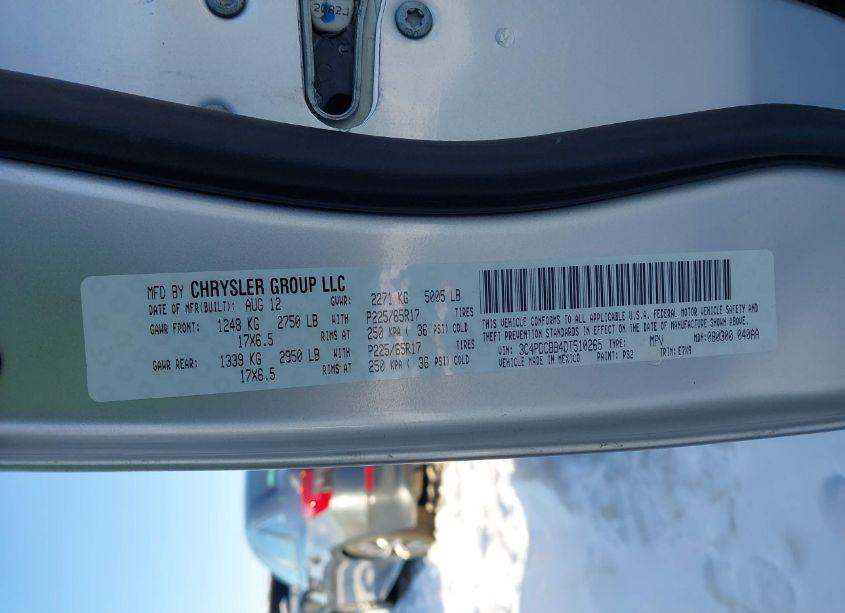 MFD BY CHRYSLER GROUP LLC
DATE OF MFR(BUILT): AUG 12 GVWR: 2271 KG 5005 LB
GAWR FRONT: 1248 KG 2750 LB WITH P225/65R17 TIRES
17X6.5 RIMS AT 250 KPA ( 36 PSI) COLD
GAWR REAR: 1339 KG 2950 LB WITH P225/65R17 TIRES
17X6.5 RIMS AT 250 KPA ( 36 PSI) COLD
THIS VEHICLE CONFORMS TO ALL APPLICABLE U.S.A. FEDERAL MOTOR VEHICLE SAFETY AND
THEFT PREVENTION STANDARDS IN EFFECT ON THE DATE OF MANUFACTURE SHOWN ABOVE.
VIN: 3C4PDCBB4DT510265 TYPE: MPV MDH: 080300 040AA
VEHICLE MADE IN MEXICO PAINT: PS2 TRIM: E7X9